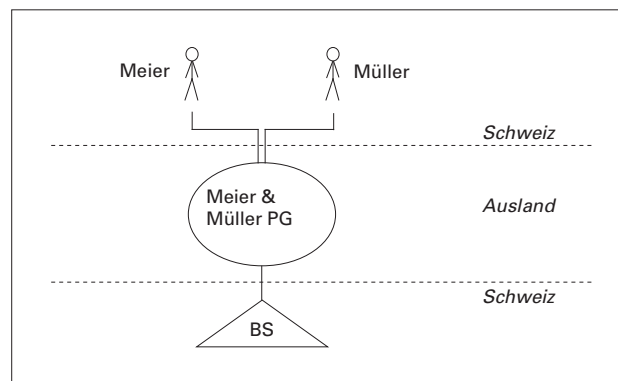 Meier
Müller
Schweiz
Meier &
Müller PG
Ausland
Schweiz
BS